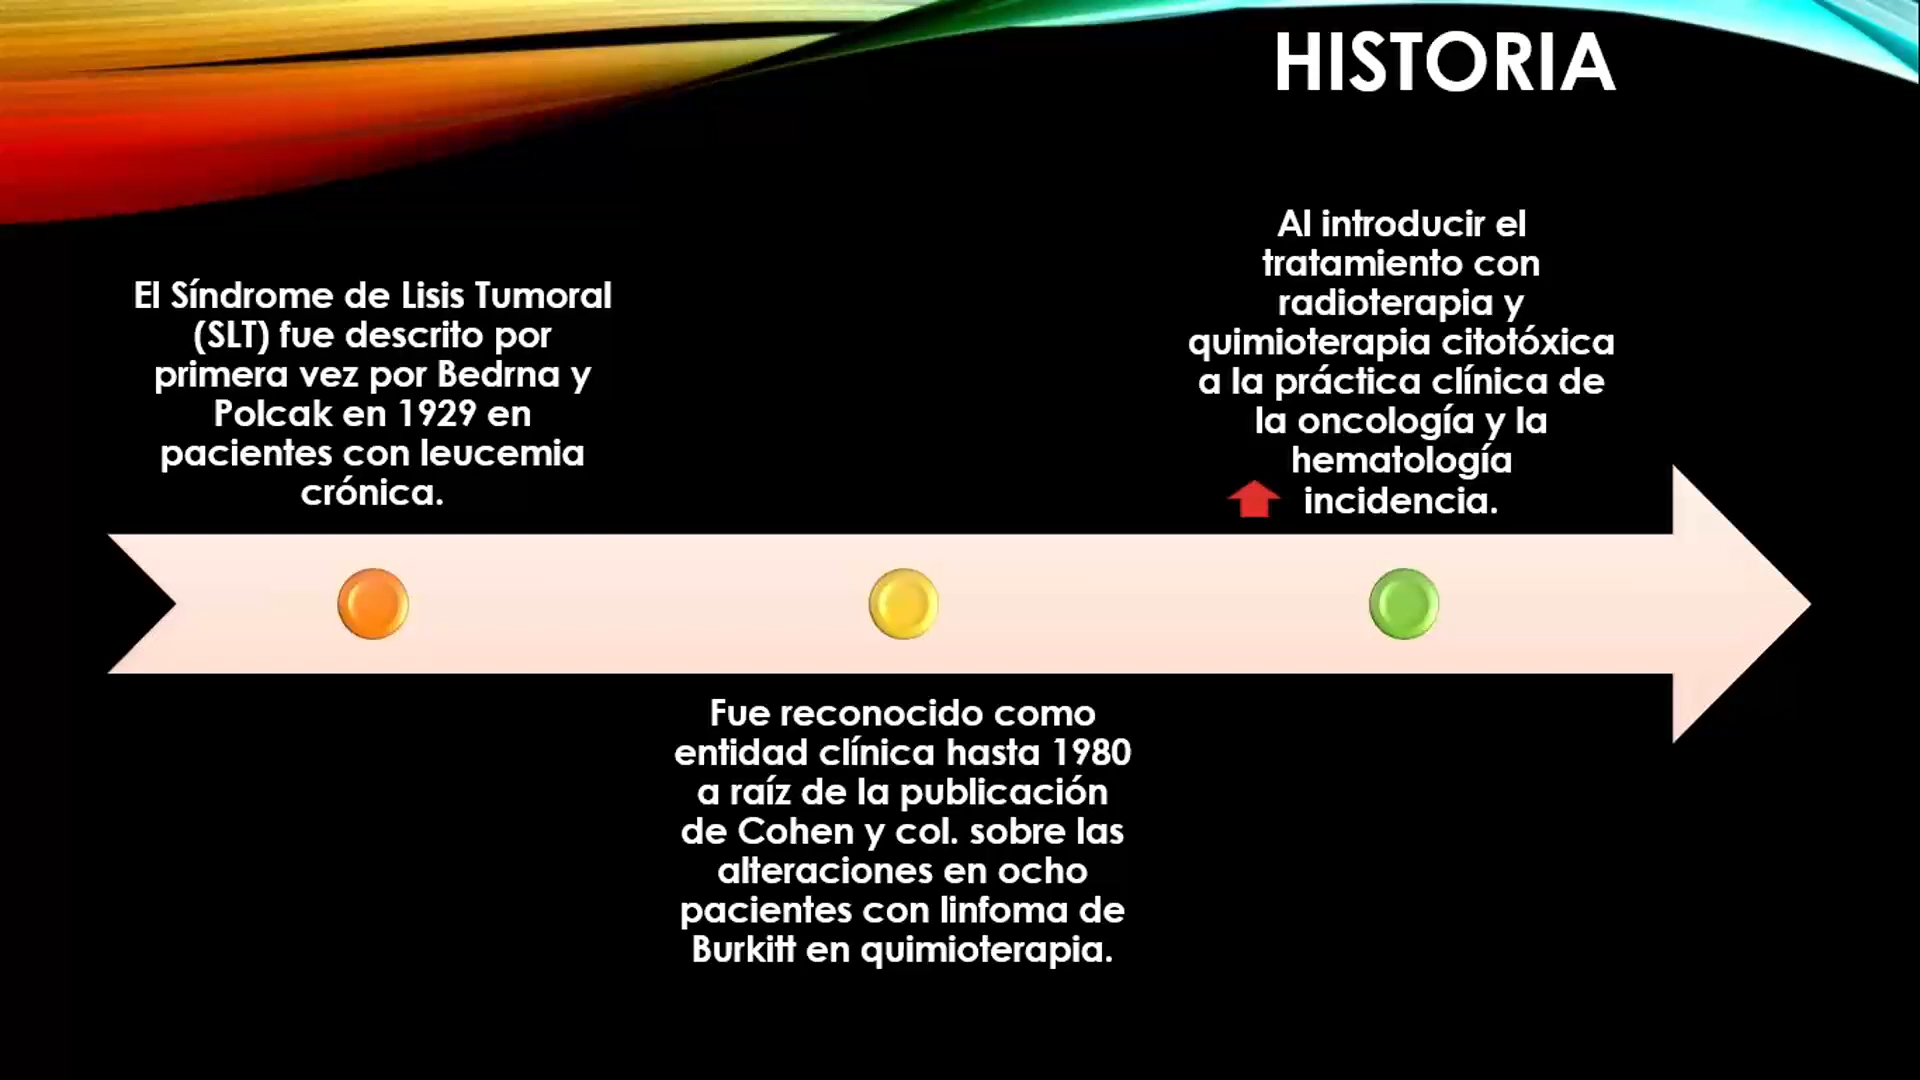 HISTORIA
El Síndrome de Lisis Tumoral
(SLT) fue descrito por
primera vez por Bedrna y
Polcak en 1929 en
pacientes con leucemia
crónica.
Fue reconocido como
entidad clínica hasta 1980
a raíz de la publicación
de Cohen y col. sobre las
alteraciones en ocho
pacientes con linfoma de
Burkitt en quimioterapia.
Al introducir el
tratamiento con
radioterapia y
quimioterapia citotóxica
a la práctica clínica de
la oncología y la
hematología
incidencia.